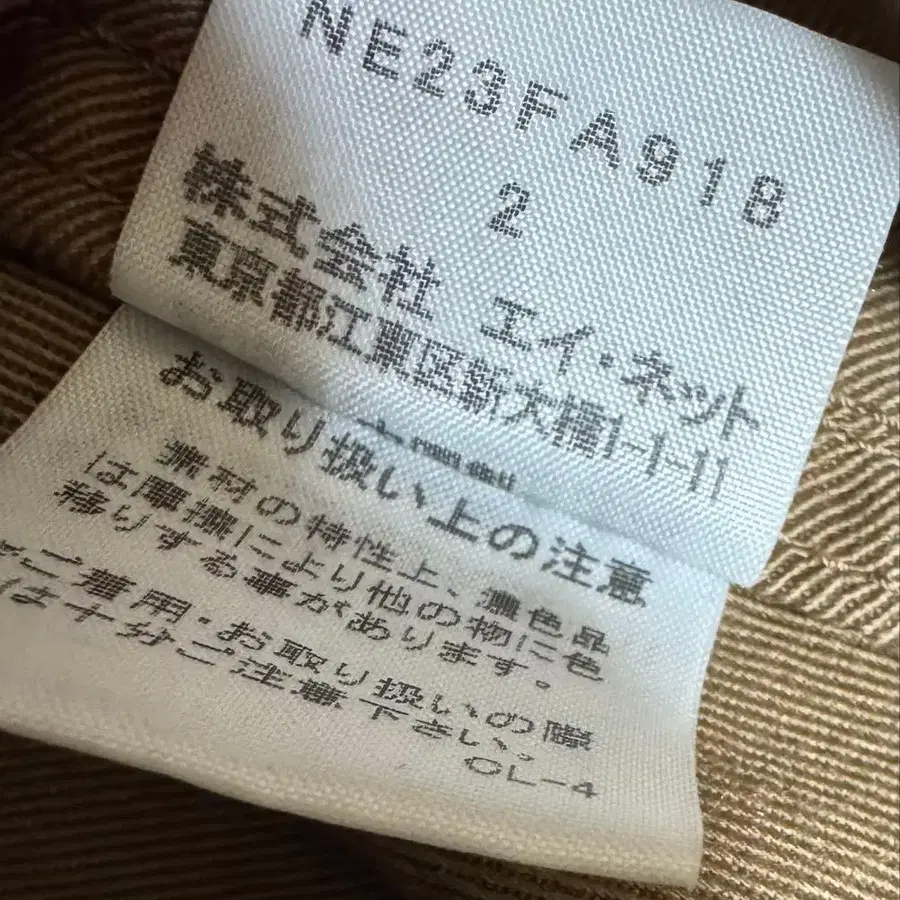 NE23FA91B
2
株式会社 エイ・ネット
東京都江東区新大橋1-1-11
お取り扱い上の注意
素材の特性上、濃色品
は摩擦により他の物に色
移りする事があります。
ご着用・お取り扱いの際
は十分ご注意下さい。
CL-4